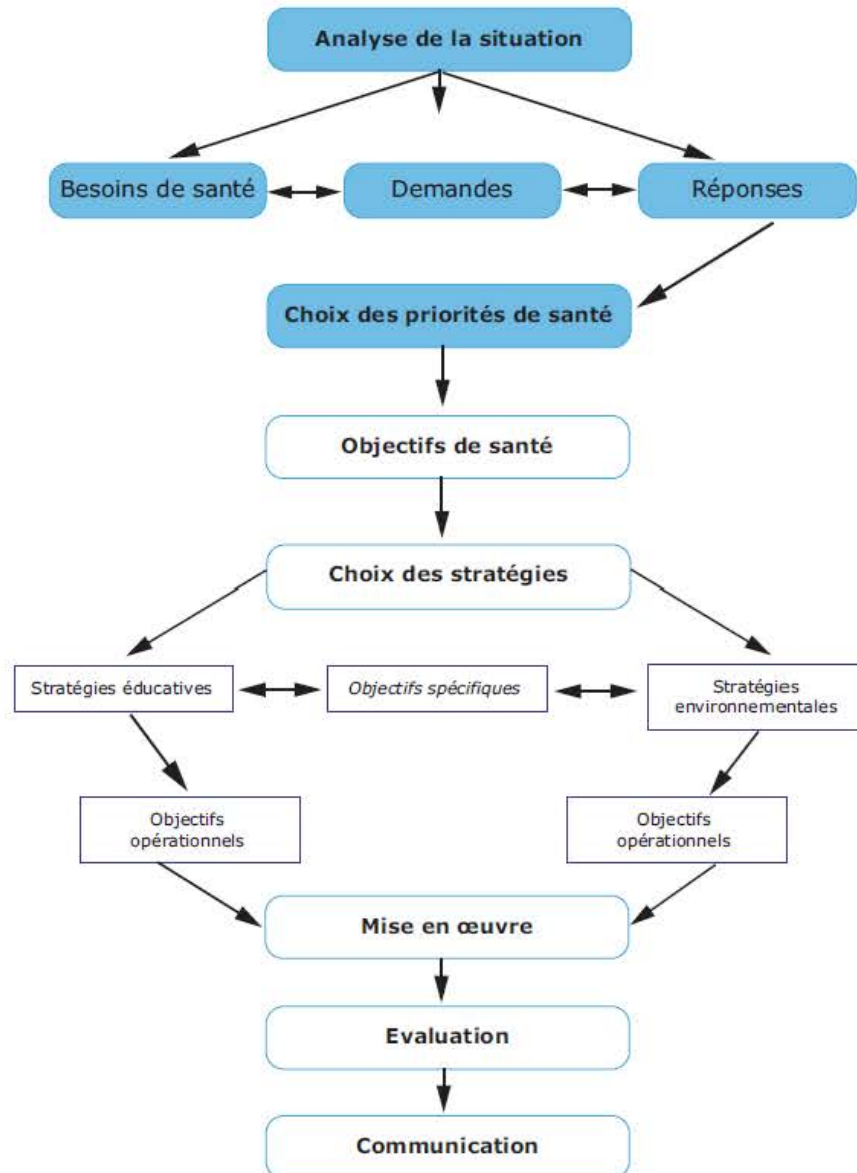 Analyse de la situation
Besoins de santé
Demandes
Réponses
Choix des priorités de santé
Objectifs de santé
Choix des stratégies
Stratégies éducatives
Objectifs spécifiques
Stratégies
environnementales
Objectifs
opérationnels
Objectifs
opérationnels
Mise en œuvre
Evaluation
Communication